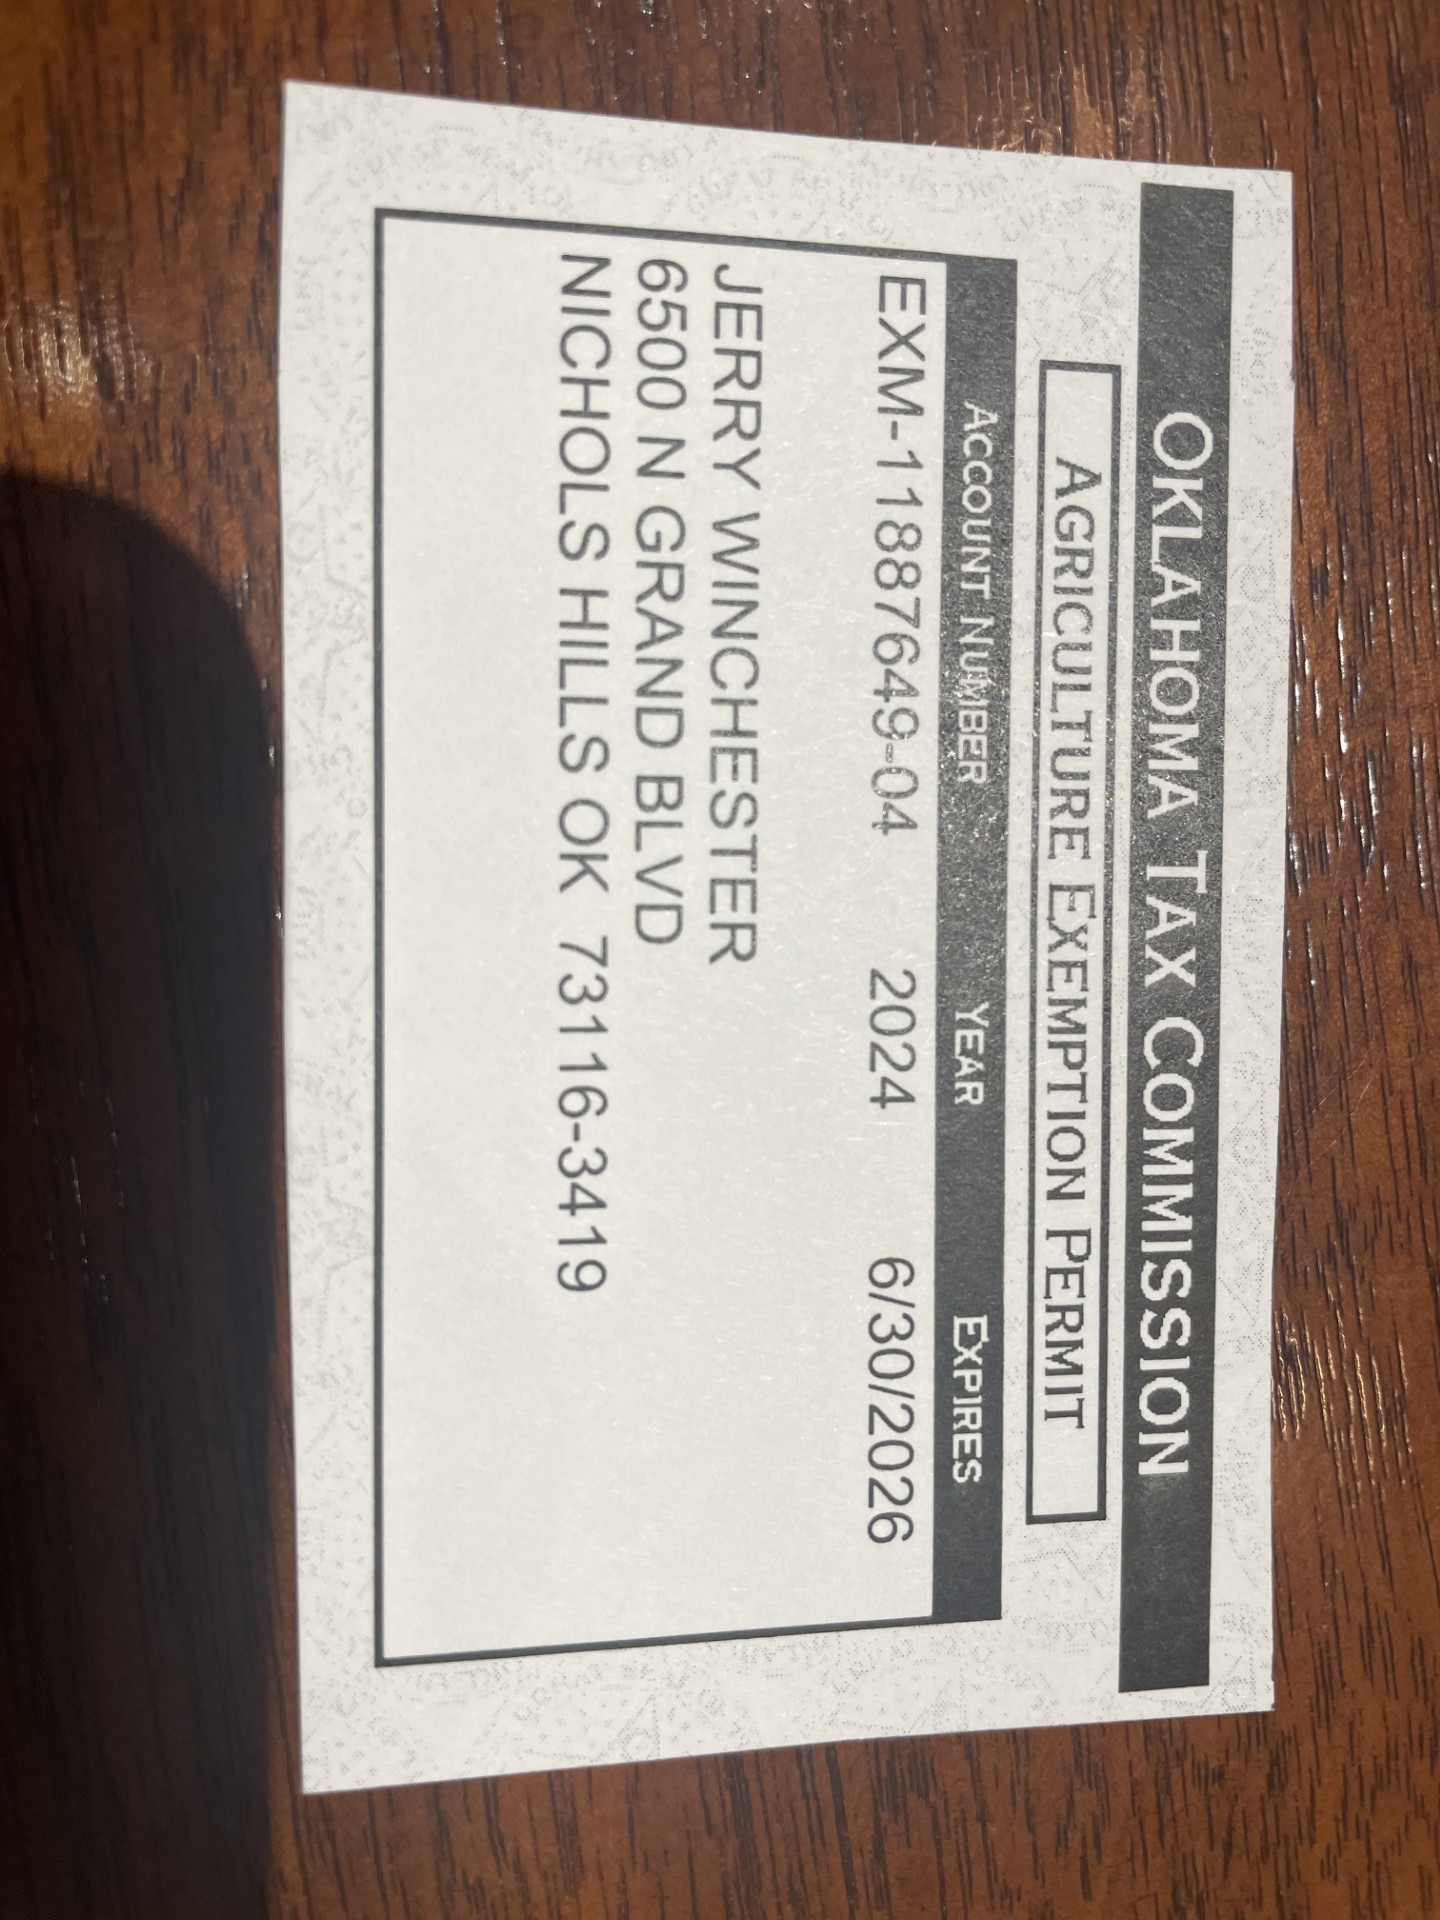 OKLAHOMA TAX COMMISSION
AGRICULTURE EXEMPTION PERMIT
ACCOUNT NUMBER YEAR EXPIRES
EXM-11887649-04 2024 6/30/2026
JERRY WINCHESTER
6500 N GRAND BLVD
NICHOLS HILLS OK 73116-3419